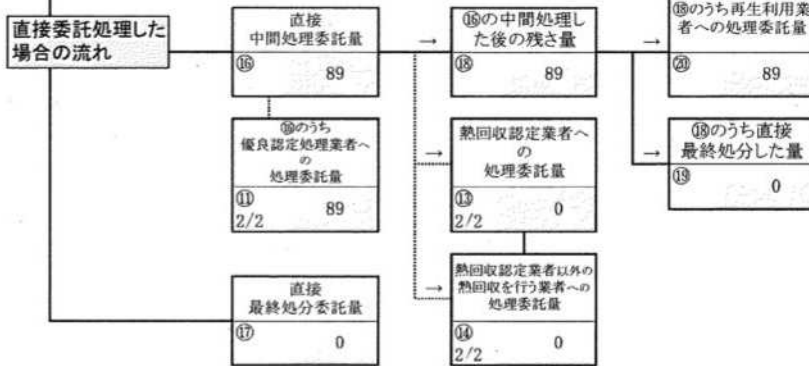 直接委託処理した
場合の流れ
直接
中間処理委託量
⑯
89
→
⑯の中間処理し
た後の残さ量
⑱
89
→
⑱のうち再生利用業
者への処理委託量
⑳
89
⑯のうち
優良認定処理業者へ
の
処理委託量
⑪
2/2
89
→
熱回収認定業者へ
の
処理委託量
⑬
2/2
0
→
⑱のうち直接
最終処分した量
⑲
0
直接
最終処分委託量
⑰
0
→
熱回収認定業者以外の
熱回収を行う業者への
処理委託量
⑭
2/2
0